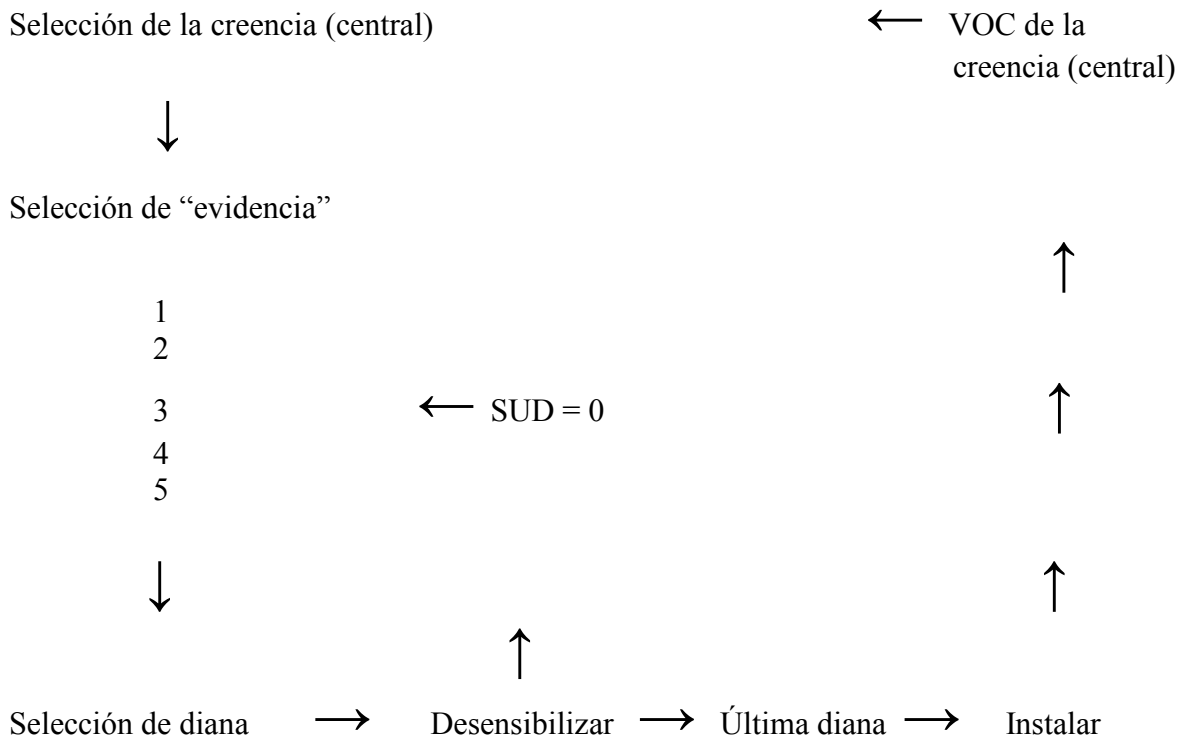 Selección de la creencia (central) ← VOC de la
creencia (central)
↓
Selección de “evidencia”
↑
1
2
3 ← SUD = 0 ↑
4
5
↓ ↑
↑
Selección de diana → Desensibilizar → Última diana → Instalar